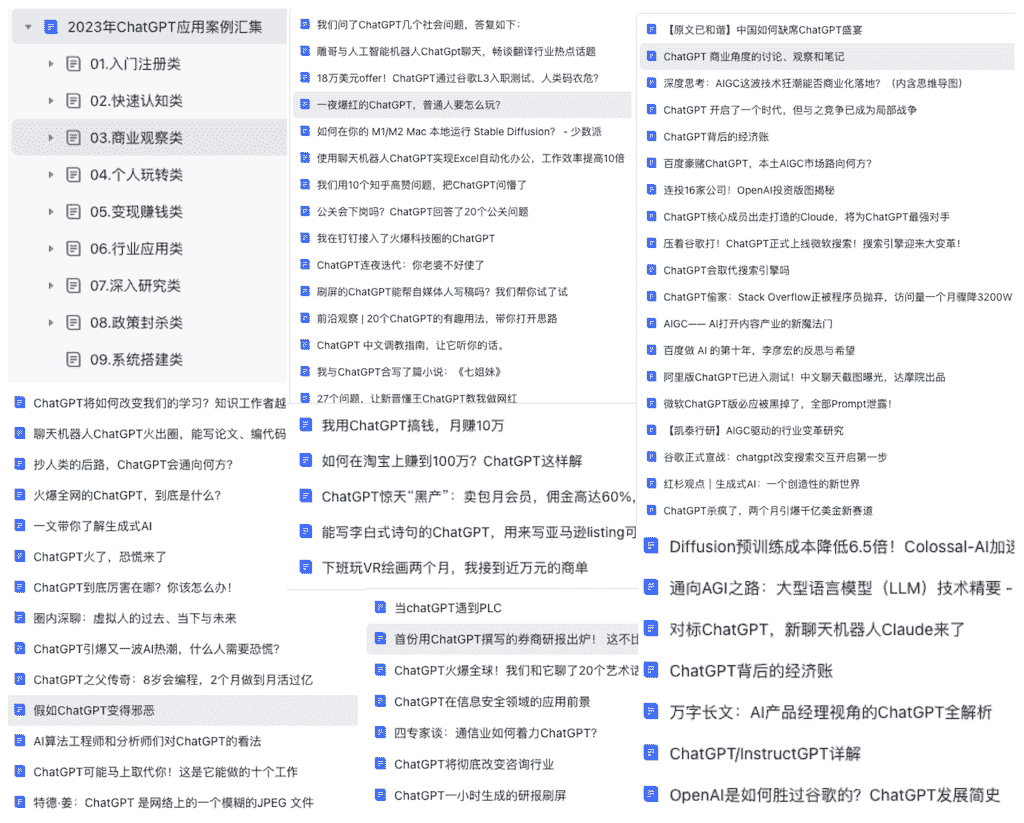 2023年ChatGPT应用案例汇集
01.入门注册类
02.快速认知类
03.商业观察类
04.个人玩转类
05.变现赚钱类
06.行业应用类
07.深入研究类
08.政策封杀类
09.系统搭建类
ChatGPT将如何改变我们的学习？知识工作者越
聊天机器人ChatGPT火出圈，能写论文、编代码
抄人类的后路，ChatGPT会通向何方？
火爆全网的ChatGPT，到底是什么？
一文带你了解生成式AI
ChatGPT火了，恐慌来了
ChatGPT到底厉害在哪？你该怎么办！
圈内深聊：虚拟人的过去、当下与未来
ChatGPT引爆又一波AI热潮，什么人需要恐慌？
ChatGPT之父传奇：8岁会编程，2个月做到月活过亿
假如ChatGPT变得邪恶
AI算法工程师和分析师们对ChatGPT的看法
ChatGPT可能马上取代你！这是它能做的十个工作
特德·姜：ChatGPT 是网络上的一个模糊的JPEG 文件
我们问了ChatGPT几个社会问题，答复如下：
雕哥与人工智能机器人ChatGpt聊天，畅谈翻译行业热点话题
18万美元offer！ChatGPT通过谷歌L3入职测试，人类码农危？
一夜爆红的ChatGPT，普通人要怎么玩？
如何在你的 M1/M2 Mac 本地运行 Stable Diffusion？ - 少数派
使用聊天机器人ChatGPT实现Excel自动化办公，工作效率提高10倍
我们用10个知乎高赞问题，把ChatGPT问懵了
公关会下岗吗？ChatGPT回答了20个公关问题
我在钉钉接入了火爆科技圈的ChatGPT
ChatGPT连夜迭代：你老婆不好使了
刷屏的ChatGPT能帮自媒体人写稿吗？我们帮你试了试
前沿观察 | 20个ChatGPT的有趣用法，带你打开思路
ChatGPT 中文调教指南，让它听你的话。
我与ChatGPT合写了篇小说：《七姐妹》
27个问题，让新晋懂王ChatGPT教我做网红
我用ChatGPT搞钱，月赚10万
如何在淘宝上赚到100万？ChatGPT这样解
ChatGPT惊天“黑产”：卖包月会员，佣金高达60%，
能写李白式诗句的ChatGPT，用来写亚马逊listing可
下班玩VR绘画两个月，我接到近万元的商单
当chatGPT遇到PLC
首份用ChatGPT撰写的券商研报出炉！ 这不比
ChatGPT火爆全球！我们和它聊了20个艺术话
ChatGPT在信息安全领域的应用前景
四专家谈：通信业如何着力ChatGPT？
ChatGPT将彻底改变咨询行业
ChatGPT一小时生成的研报刷屏
【原文已和谐】中国如何缺席ChatGPT盛宴
ChatGPT 商业角度的讨论、观察和笔记
深度思考：AIGC这波技术狂潮能否商业化落地？（内含思维导图）
ChatGPT 开启了一个时代，但与之竞争已成为局部战争
ChatGPT背后的经济账
百度豪赌ChatGPT，本土AIGC市场路向何方？
连投16家公司！OpenAI投资版图揭秘
ChatGPT核心成员出走打造的Cloude，将为ChatGPT最强对手
压着谷歌打！ChatGPT正式上线微软搜索！搜索引擎迎来大变革！
ChatGPT会取代搜索引擎吗
ChatGPT偷家：Stack Overflow正被程序员抛弃，访问量一个月骤降3200W
AIGC—— AI打开内容产业的新魔法门
百度做 AI 的第十年，李彦宏的反思与希望
阿里版ChatGPT已进入测试！中文聊天截图曝光，达摩院出品
微软ChatGPT版必应被黑掉了，全部Prompt泄露！
【凯泰行研】AIGC驱动的行业变革研究
谷歌正式宣战：chatgpt改变搜索交互开启第一步
红杉观点 | 生成式AI：一个创造性的新世界
ChatGPT杀疯了，两个月引爆千亿美金新赛道
Diffusion预训练成本降低6.5倍！Colossal-AI加速
通向AGI之路：大型语言模型（LLM）技术精要 -
对标ChatGPT，新聊天机器人Claude来了
ChatGPT背后的经济账
万字长文：AI产品经理视角的ChatGPT全解析
ChatGPT/InstructGPT详解
OpenAI是如何胜过谷歌的？ChatGPT发展简史